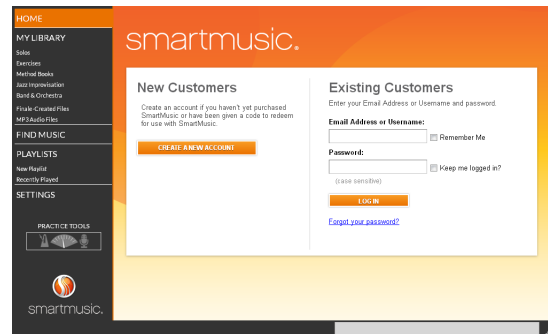 HOME
MY LIBRARY
Solos
Exercises
Method Books
Jazz Improvisation
Band & Orchestra
Finale-Created Files
MP3 Audio Files
FIND MUSIC
PLAYLISTS
New Playlist
Recently Played
SETTINGS
PRACTICE TOOLS
smartmusic.
smartmusic.
New Customers
Create an account if you haven't yet purchased
SmartMusic or have been given a code to redeem
for use with SmartMusic.
CREATE A NEW ACCOUNT
Existing Customers
Enter your Email Address or Username and password.
Email Address or Username:
Remember Me
Password:
Keep me logged in?
(case sensitive)
LOG IN
Forgot your password?